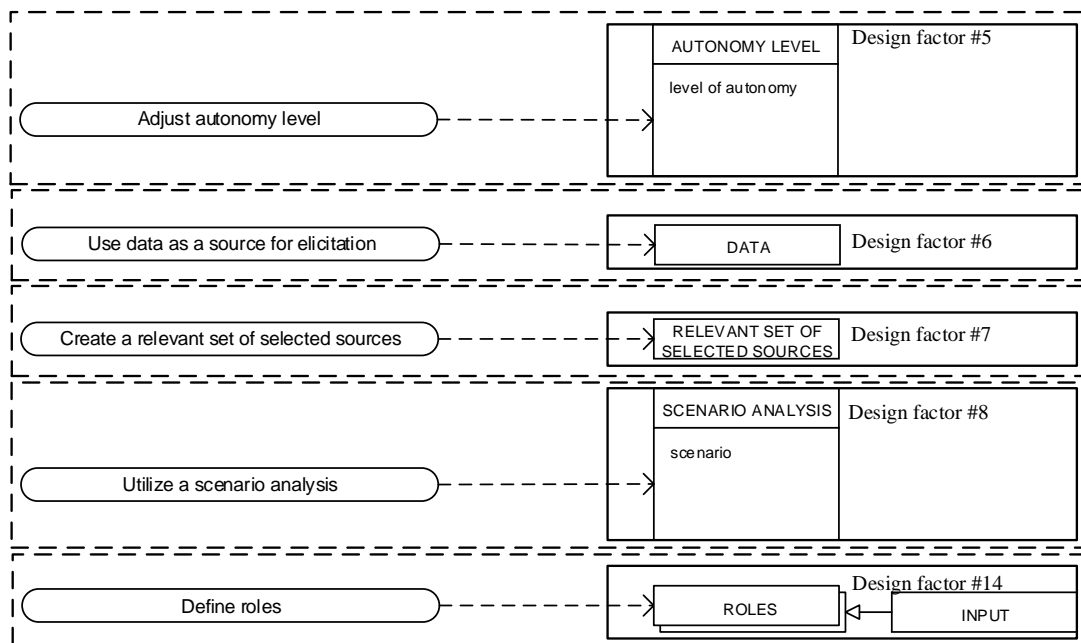 AUTONOMY LEVEL
Design factor #5
level of autonomy
Adjust autonomy level
Use data as a source for elicitation
DATA
Design factor #6
Create a relevant set of selected sources
RELEVANT SET OF
SELECTED SOURCES
Design factor #7
SCENARIO ANALYSIS
Design factor #8
scenario
Utilize a scenario analysis
Design factor #14
Define roles
ROLES
INPUT